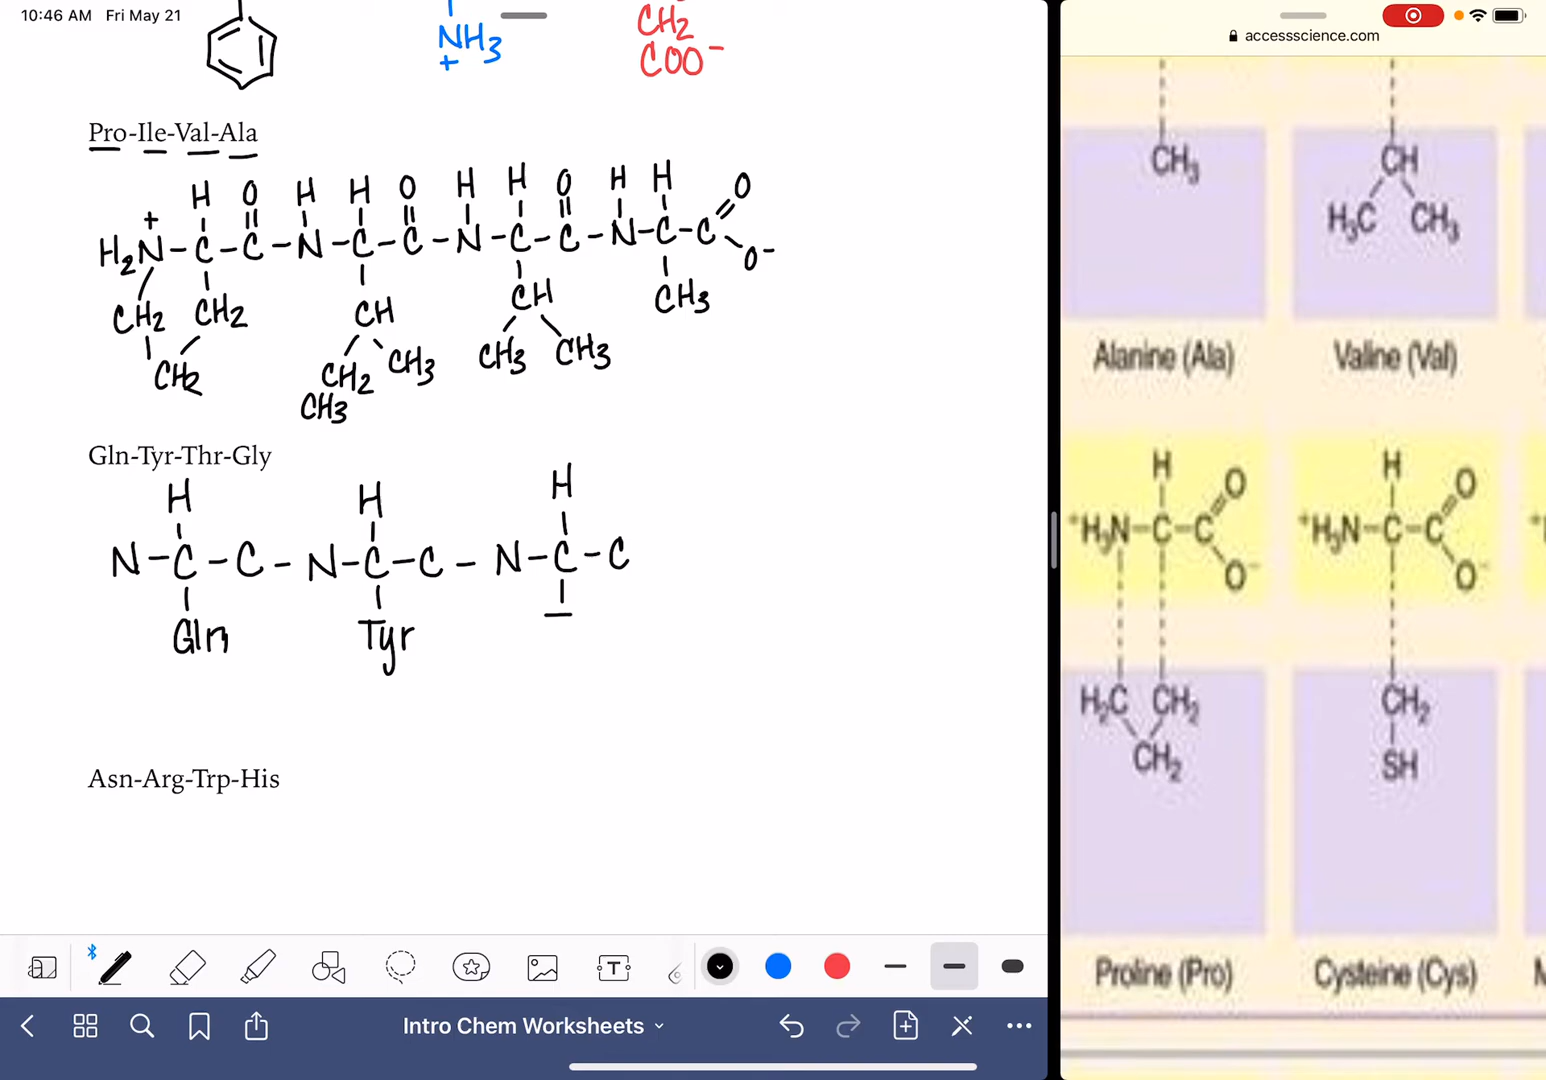 10:46 AM Fri May 21
NH3
+
CH2
COO-
Pro-Ile-Val-Ala
H O H H O H H O H H O
+
H2N-C-C-N-C-C-N-C-C-N-C-C
O-
CH2 CH2 CH CH CH3
CH2 CH2 CH3 CH3 CH3
CH3
Gln-Tyr-Thr-Gly
H H H
N-C-C-N-C-C-N-C-C
Gln Tyr
Asn-Arg-Trp-His
T
Intro Chem Worksheets
accessscience.com
CH3 CH
H3C CH3
Alanine (Ala) Valine (Val)
H O H O
+H3N-C-C +H3N-C-C
O- O-
H2C CH2 CH2
CH2 SH
Proline (Pro) Cysteine (Cys)